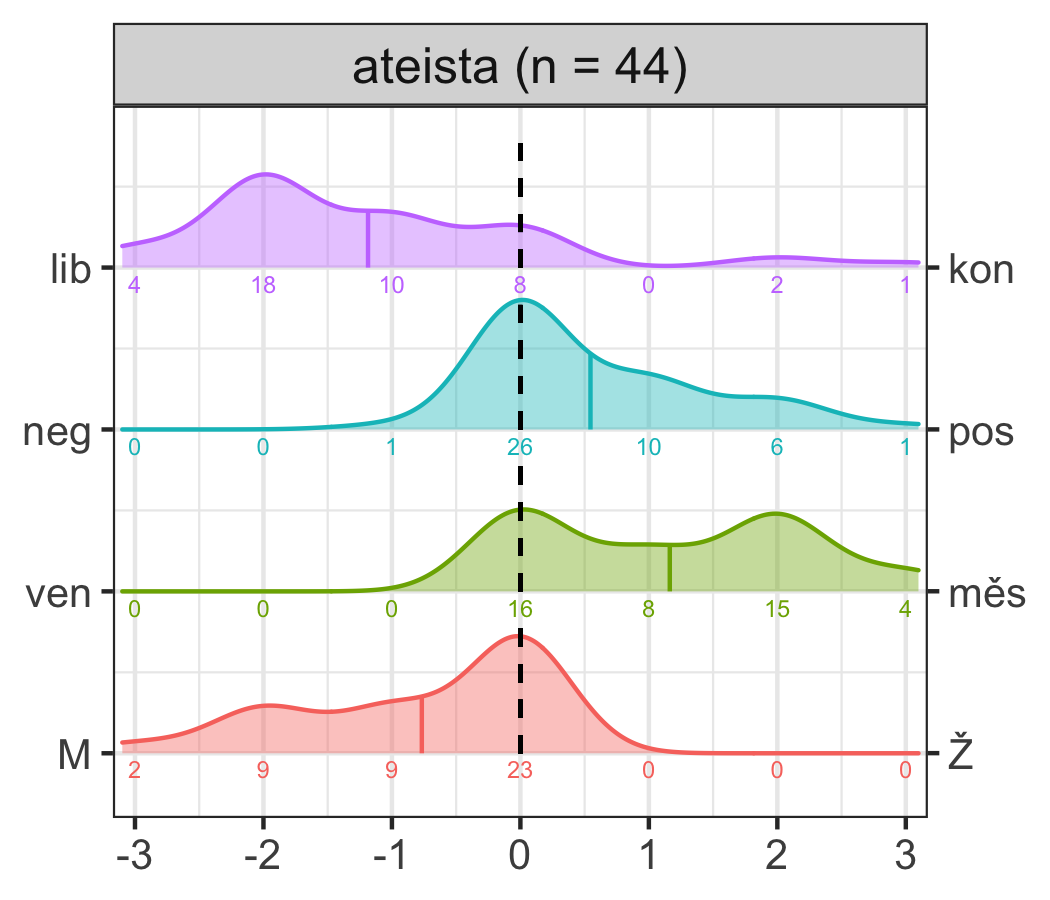 ateista (n = 44)
lib kon
4 18 10 8 0 2 1
neg pos
0 0 1 26 10 6 1
ven měs
0 0 0 16 8 15 4
M Ž
2 9 9 23 0 0 0
-3 -2 -1 0 1 2 3